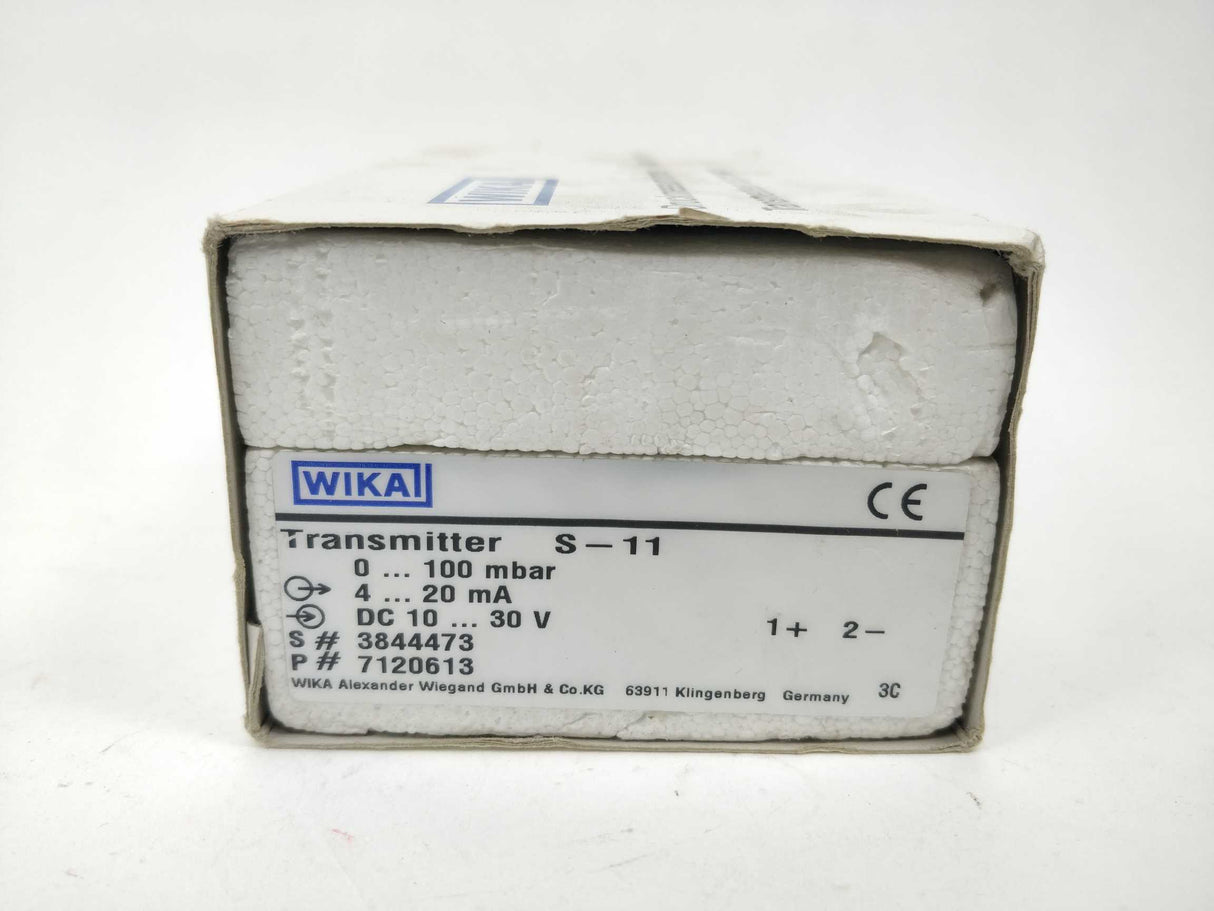 WIKA
WIKA
CE
Transmitter S-11
0 ... 100 mbar
4 ... 20 mA
DC 10 ... 30 V
1+ 2-
S # 3844473
P # 7120613
WIKA Alexander Wiegand GmbH & Co.KG 63911 Klingenberg Germany 3C